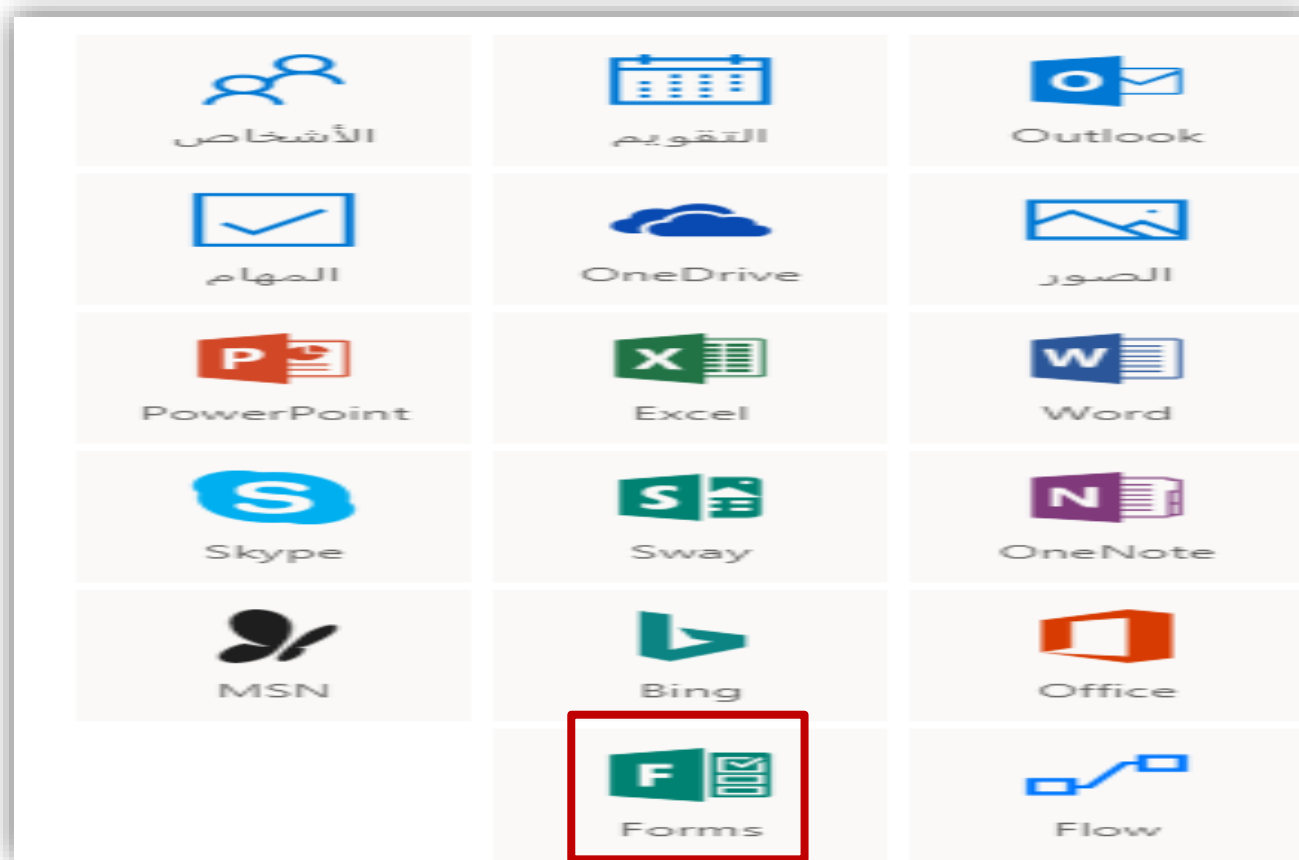 Outlook
التقويم
الأشخاص
الصور
OneDrive
المهام
Word
Excel
PowerPoint
OneNote
Sway
Skype
Office
Bing
MSN
Flow
Forms